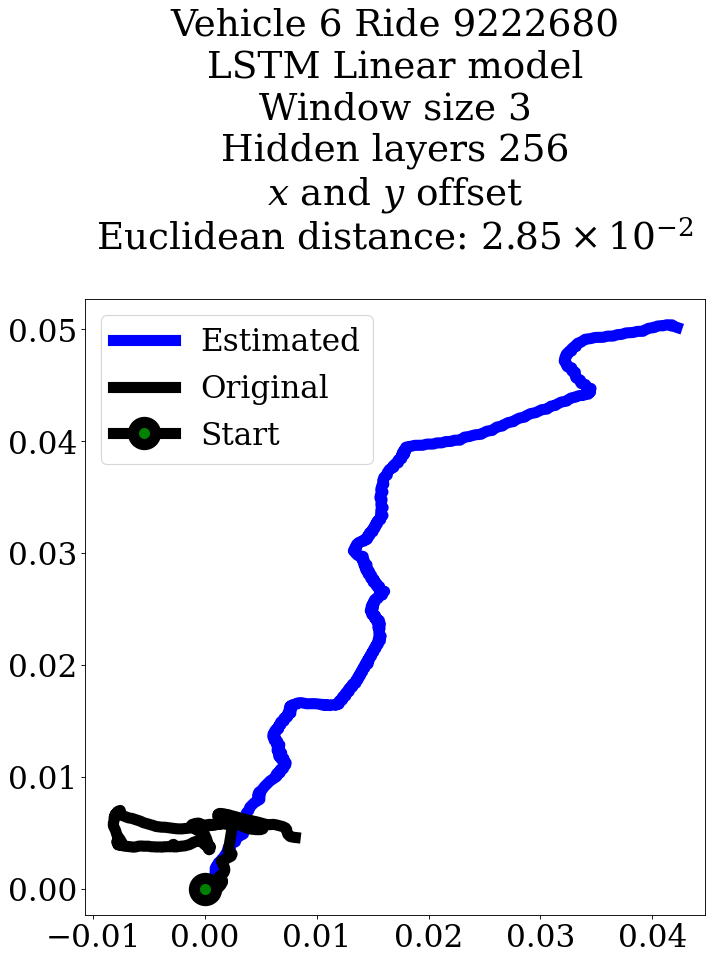 Vehicle 6 Ride 9222680
LSTM Linear model
Window size 3
Hidden layers 256
x and y offset
Euclidean distance: 2.85 × 10⁻²
Estimated
Original
Start
0.05
0.04
0.03
0.02
0.01
0.00
−0.01 0.00 0.01 0.02 0.03 0.04